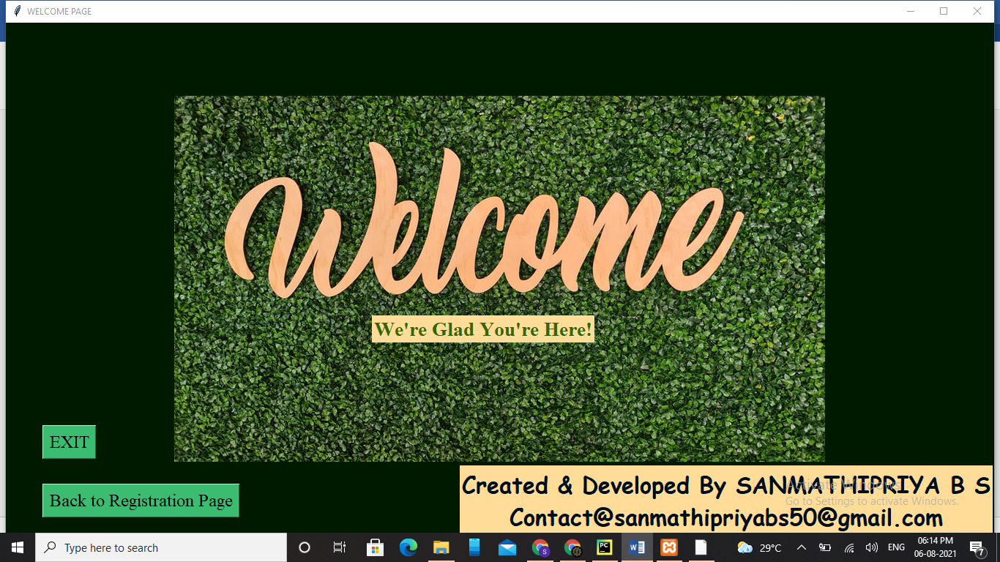 WELCOME PAGE
Welcome
We're Glad You're Here!
EXIT
Back to Registration Page
Created & Developed By SANMATHIPRIYA B S
Contact@sanmathipriyabs50@gmail.com
Activate Windows
Go to Settings to activate Windows.
Type here to search
S
PC
W
29°C
ENG
06:14 PM
06-08-2021
7